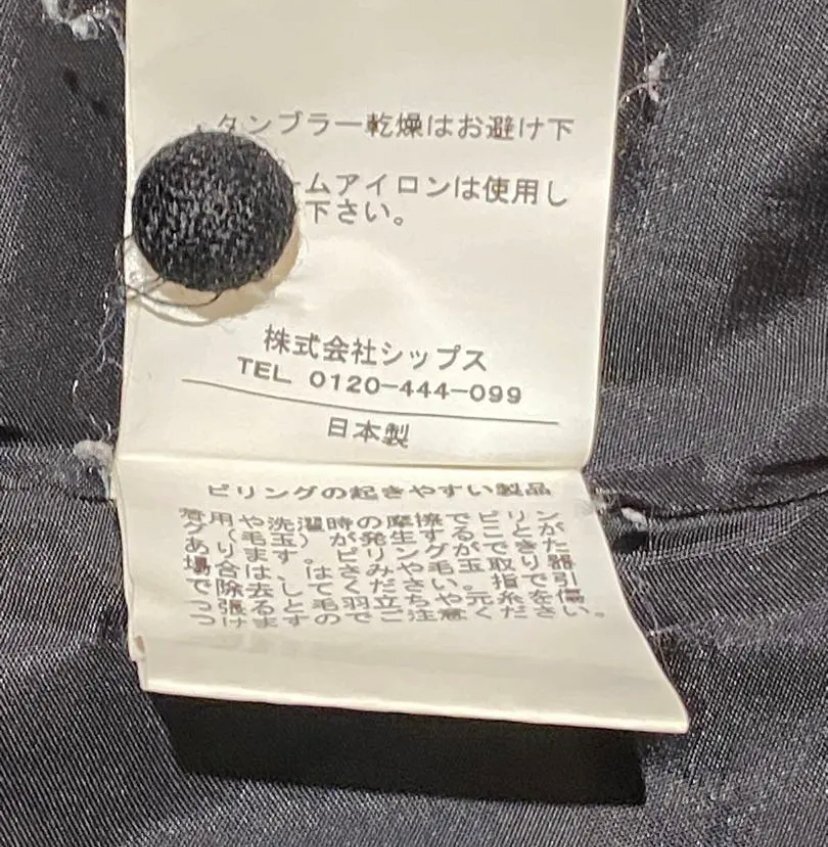 ・タンブラー乾燥はお避け下
ームアイロンは使用し
下さい。
株式会社シップス
TEL 0120-444-099
日本製
ピリングの起きやすい製品
着用や洗濯時の摩擦でピリン
グ（毛玉）が発生することが
あります。ピリングができた
場合は、はさみや毛玉取り器
で除去してください。指で引
っ張ると毛羽立ちや元糸を傷
つけますのでご注意ください。